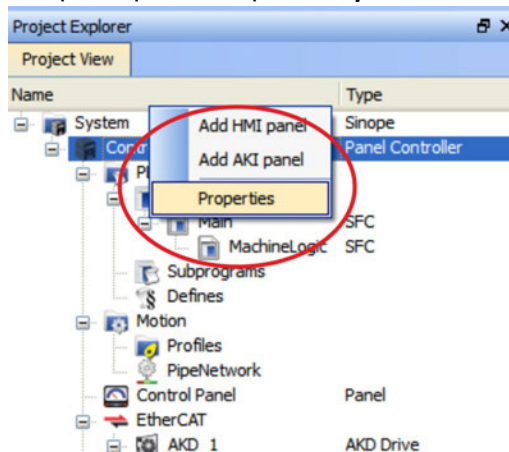 Project Explorer
Project View
Name Type
System Sinope
Add HMI panel
Contr Panel Controller
Add AKI panel
Properties
Main SFC
MachineLogic SFC
Subprograms
Defines
Motion
Profiles
PipeNetwork
Control Panel Panel
EtherCAT
AKD_1 AKD Drive